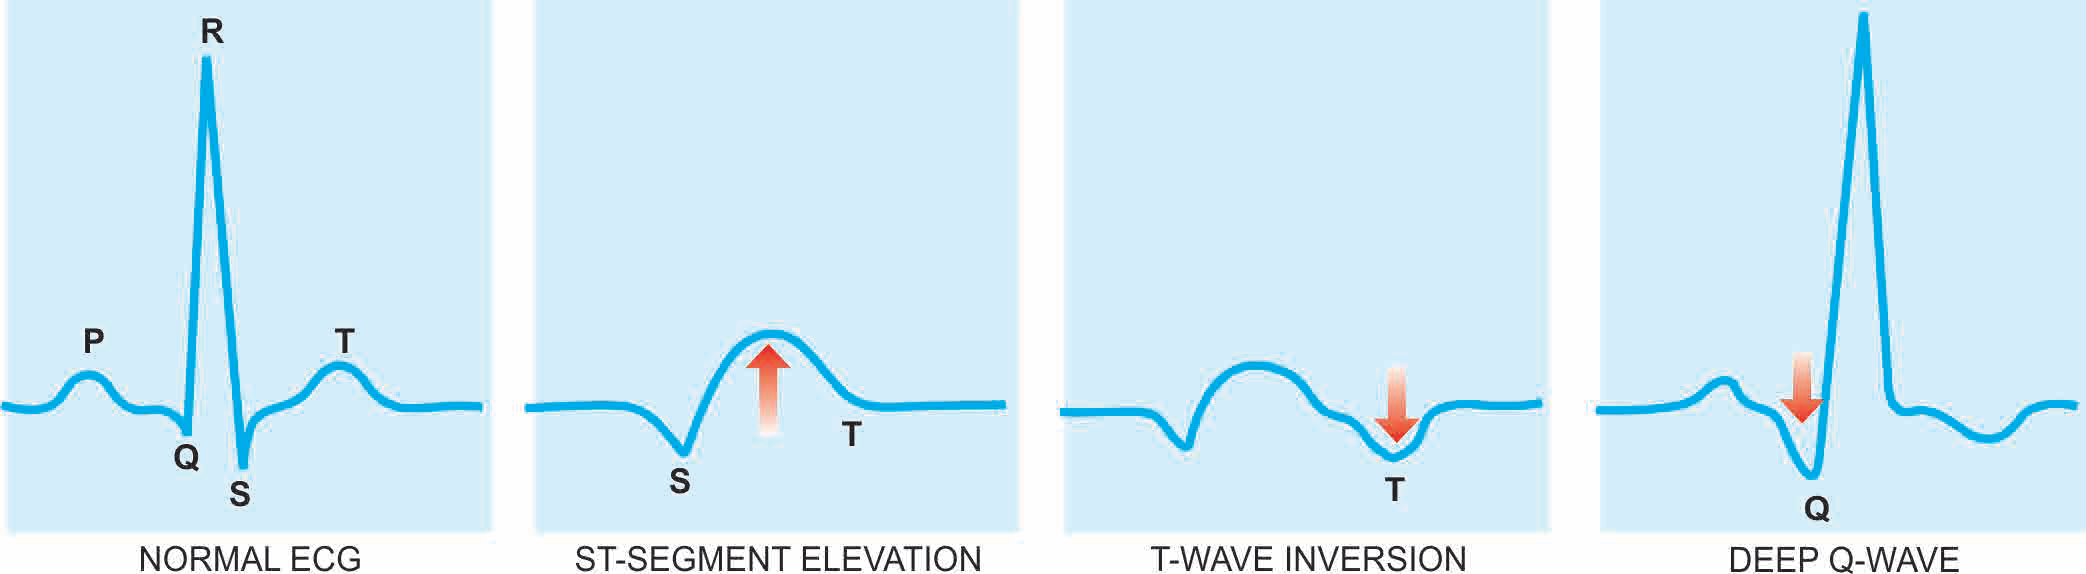 R
P
T
Q
S
NORMAL ECG
S
T
ST-SEGMENT ELEVATION
T
T-WAVE INVERSION
Q
DEEP Q-WAVE